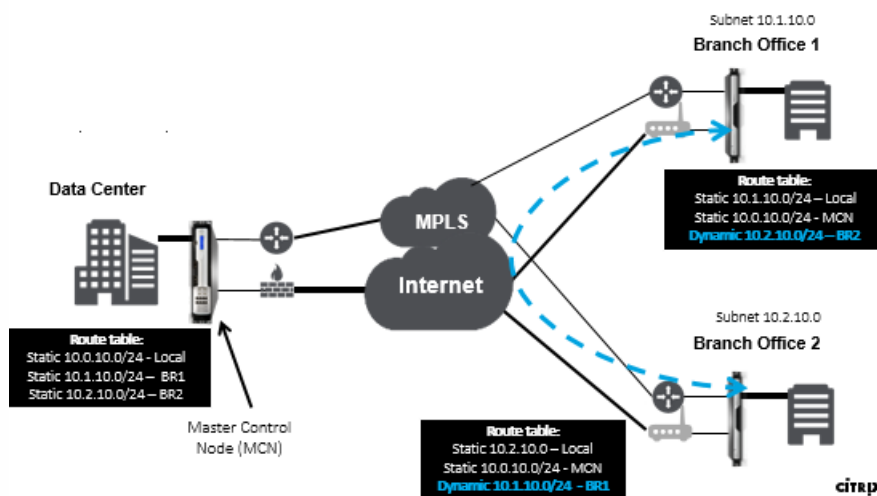 Subnet 10.1.10.0
Branch Office 1
Route table:
Static 10.1.10.0/24 – Local
Static 10.0.10.0/24 - MCN
Dynamic 10.2.10.0/24 – BR2
Data Center
MPLS
Internet
Route table:
Static 10.0.10.0/24 - Local
Static 10.1.10.0/24 – BR1
Static 10.2.10.0/24 – BR2
Master Control
Node (MCN)
Subnet 10.2.10.0
Branch Office 2
Route table:
Static 10.2.10.0 – Local
Static 10.0.10.0/24 - MCN
Dynamic 10.1.10.0/24 - BR1
CİTRIX